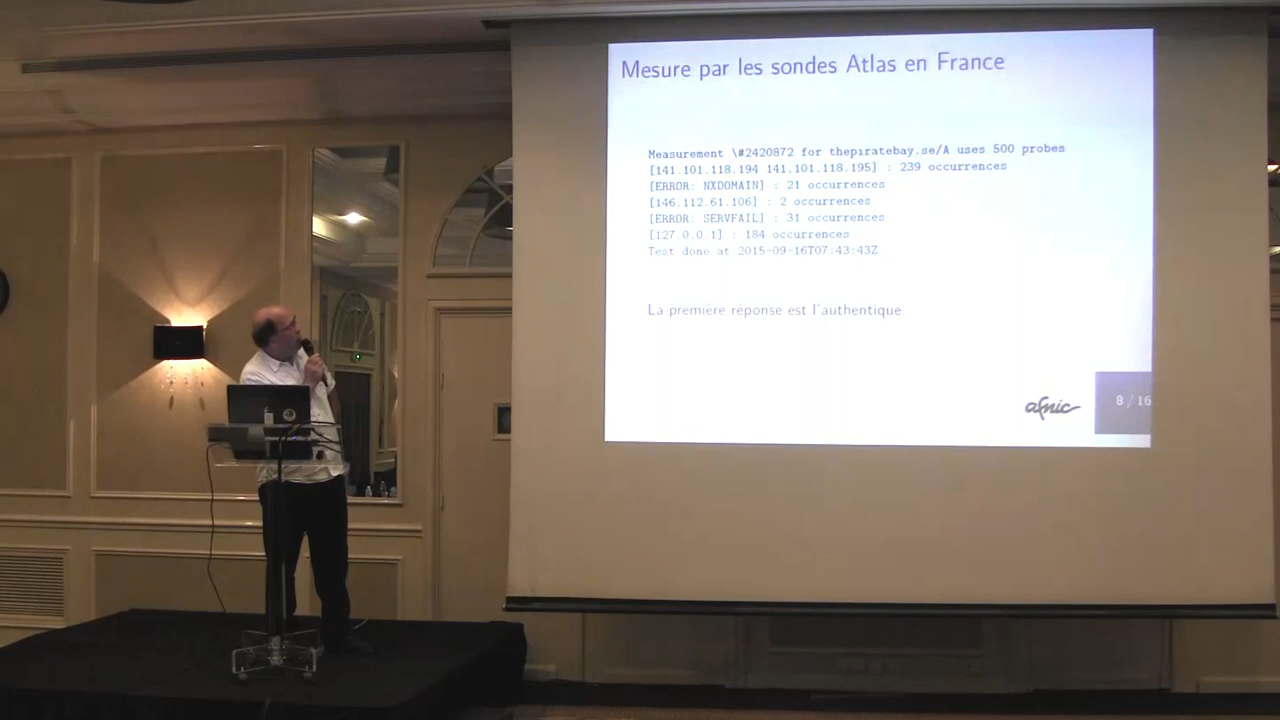 Mesure par les sondes Atlas en France
Measurement \#2420872 for thepiratebay.se/A uses 500 probes
[141.101.118.194 141.101.118.195] : 239 occurrences
[ERROR: NXDOMAIN] : 21 occurrences
[146.112.61.106] : 2 occurrences
[ERROR: SERVFAIL] : 31 occurrences
[127.0.0.1] : 184 occurrences
Test done at 2015-09-16T07:43:43Z
La première réponse est l'authentique
afnic
8 / 16